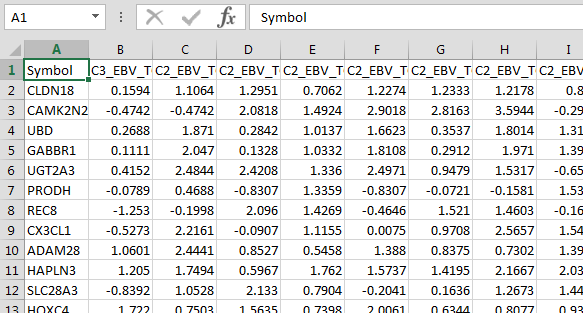 A1 fx Symbol
A B C D E F G H I
1 Symbol C3_EBV_T C2_EBV_T C2_EBV_T C2_EBV_T C2_EBV_T C2_EBV_T C2_EBV_T C2_EBV_T
2 CLDN18 0.1594 1.1064 1.2951 0.7062 1.2274 1.2333 1.2178 0.8
3 CAMK2N2 -0.4742 -0.4742 2.0818 1.4924 2.9018 2.8163 3.5944 -0.29
4 UBD 0.2688 1.871 0.2842 1.0137 1.6623 0.3537 1.8014 1.31
5 GABBR1 0.1111 2.047 0.1328 1.0332 1.8108 0.2912 1.971 1.39
6 UGT2A3 0.4152 2.4844 2.4208 1.336 2.4971 0.9479 1.5317 -0.65
7 PRODH -0.0789 0.4688 -0.8307 1.3359 -0.8307 -0.0721 -0.1581 1.53
8 REC8 -1.253 -0.1998 2.096 1.4269 -0.4646 1.521 1.4603 -0.16
9 CX3CL1 -0.5273 2.2161 -0.0907 1.1155 0.0075 0.9708 2.5657 1.54
10 ADAM28 1.0601 2.4441 0.8527 0.5458 1.388 0.8375 0.7302 1.39
11 HAPLN3 1.205 1.7494 0.5967 1.762 1.5737 1.4195 2.1667 2.03
12 SLC28A3 -0.8392 1.0528 2.133 0.7904 -0.2041 0.1636 1.2673 1.44
13 HOXC4 1.722 0.7503 1.5635 0.7398 2.0061 0.6344 0.8077 0.93